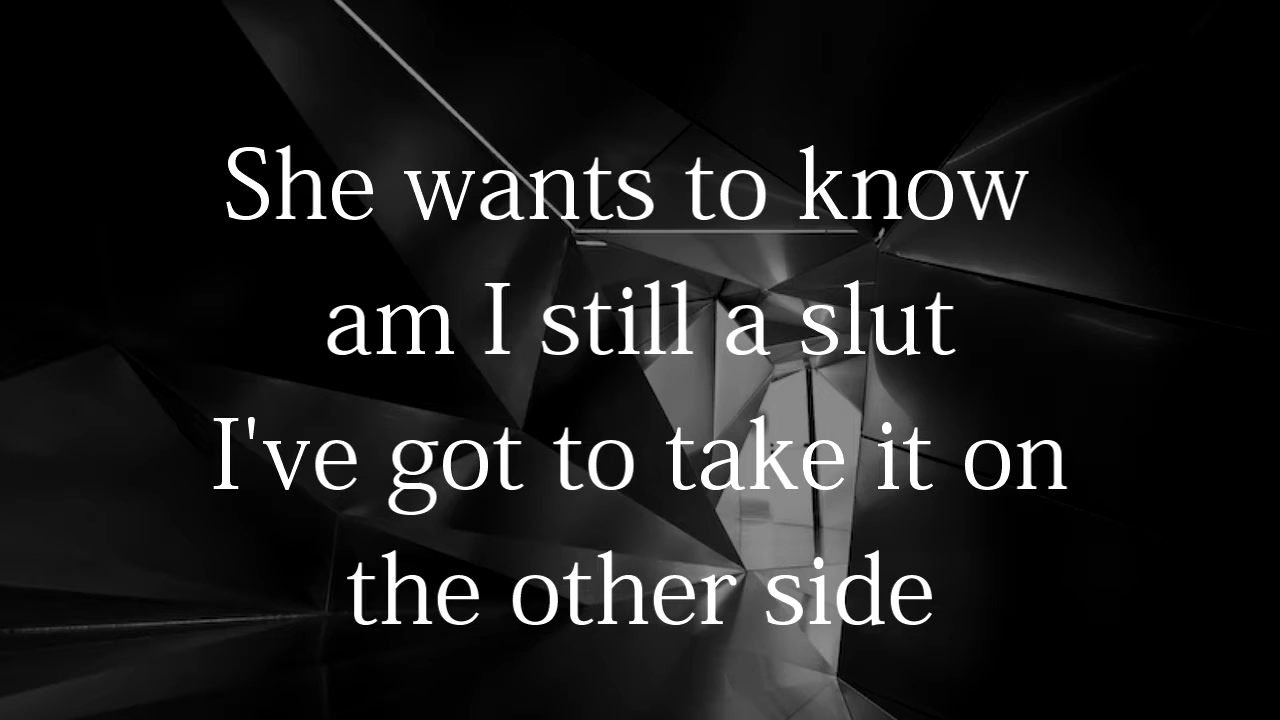 She wants to know
am I still a slut
I've got to take it on
the other side